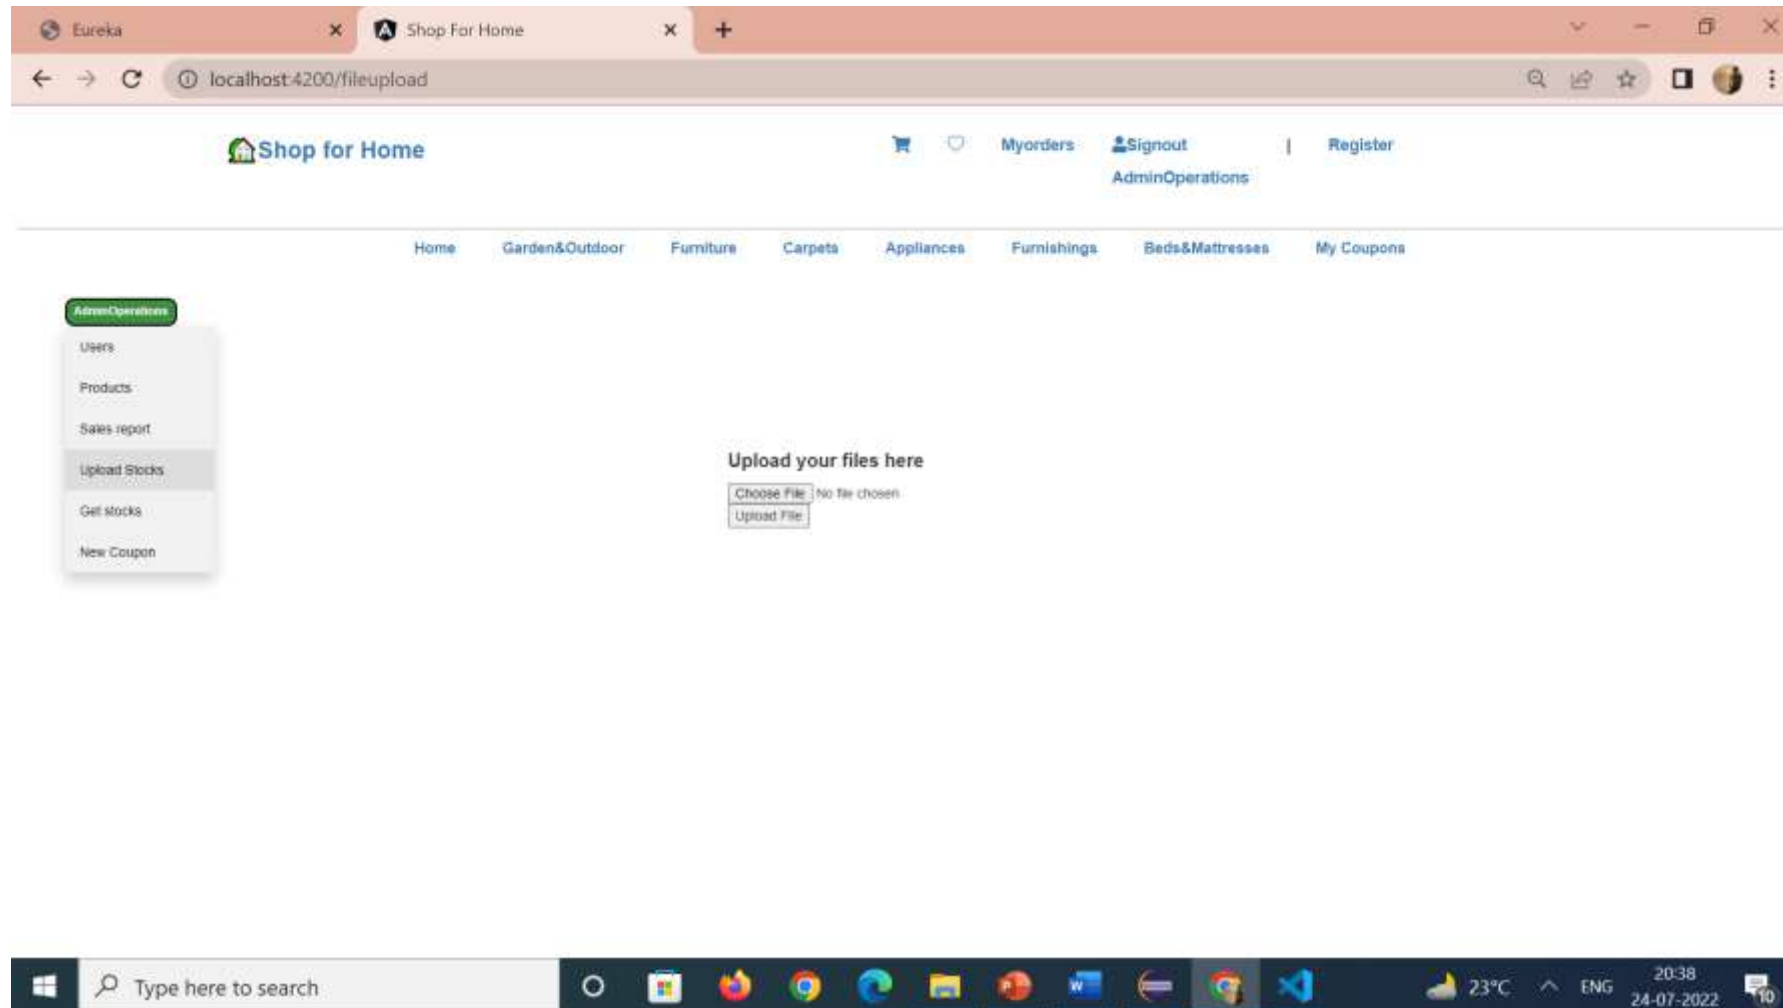 Eureka
Shop For Home
localhost:4200/fileupload
Shop for Home
Myorders
Signout
|
Register
AdminOperations
Home
Garden&Outdoor
Furniture
Carpets
Appliances
Furnishings
Beds&Mattresses
My Coupons
AdminOperations
Users
Products
Sales report
Upload Stocks
Get stocks
New Coupon
Upload your files here
Choose File No file chosen
Upload File
Type here to search
23°C
ENG
20:38
24-07-2022
10